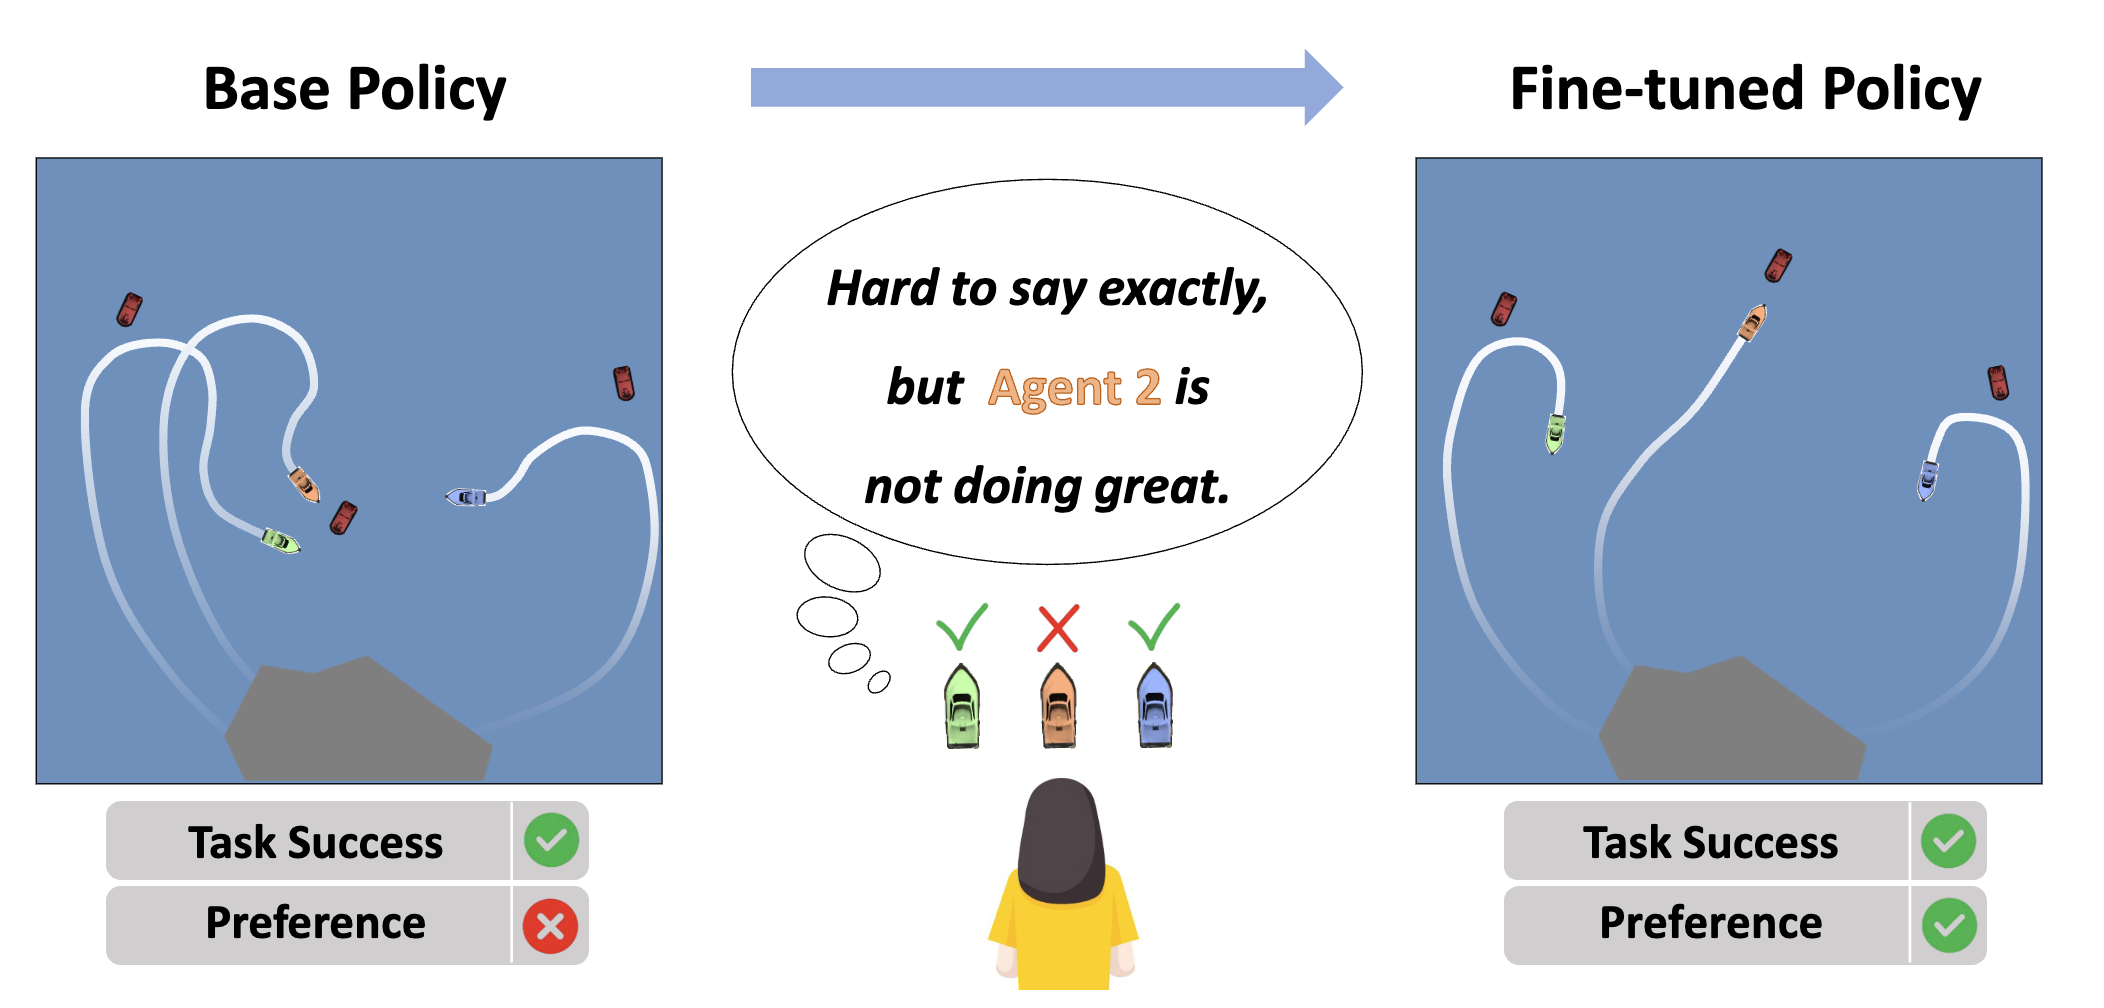 Base Policy
Fine-tuned Policy
Hard to say exactly,
but Agent 2 is
not doing great.
Task Success
Preference
Task Success
Preference